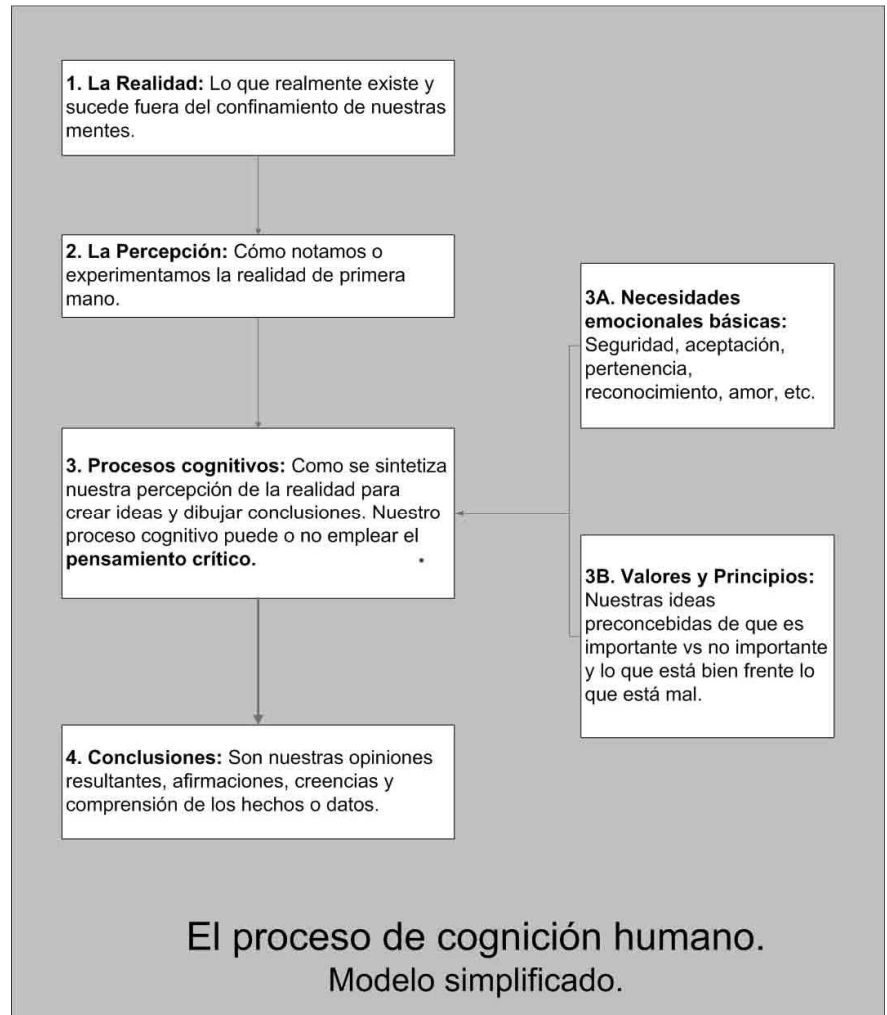 1. La Realidad: Lo que realmente existe y
sucede fuera del confinamiento de nuestras
mentes.
2. La Percepción: Cómo notamos o
experimentamos la realidad de primera
mano.
3A. Necesidades
emocionales básicas:
Seguridad, aceptación,
pertenencia,
reconocimiento, amor, etc.
3. Procesos cognitivos: Como se sintetiza
nuestra percepción de la realidad para
crear ideas y dibujar conclusiones. Nuestro
proceso cognitivo puede o no emplear el
pensamiento crítico.
3B. Valores y Principios:
Nuestras ideas
preconcebidas de que es
importante vs no importante
y lo que está bien frente lo
que está mal.
4. Conclusiones: Son nuestras opiniones
resultantes, afirmaciones, creencias y
comprensión de los hechos o datos.
El proceso de cognición humano.
Modelo simplificado.